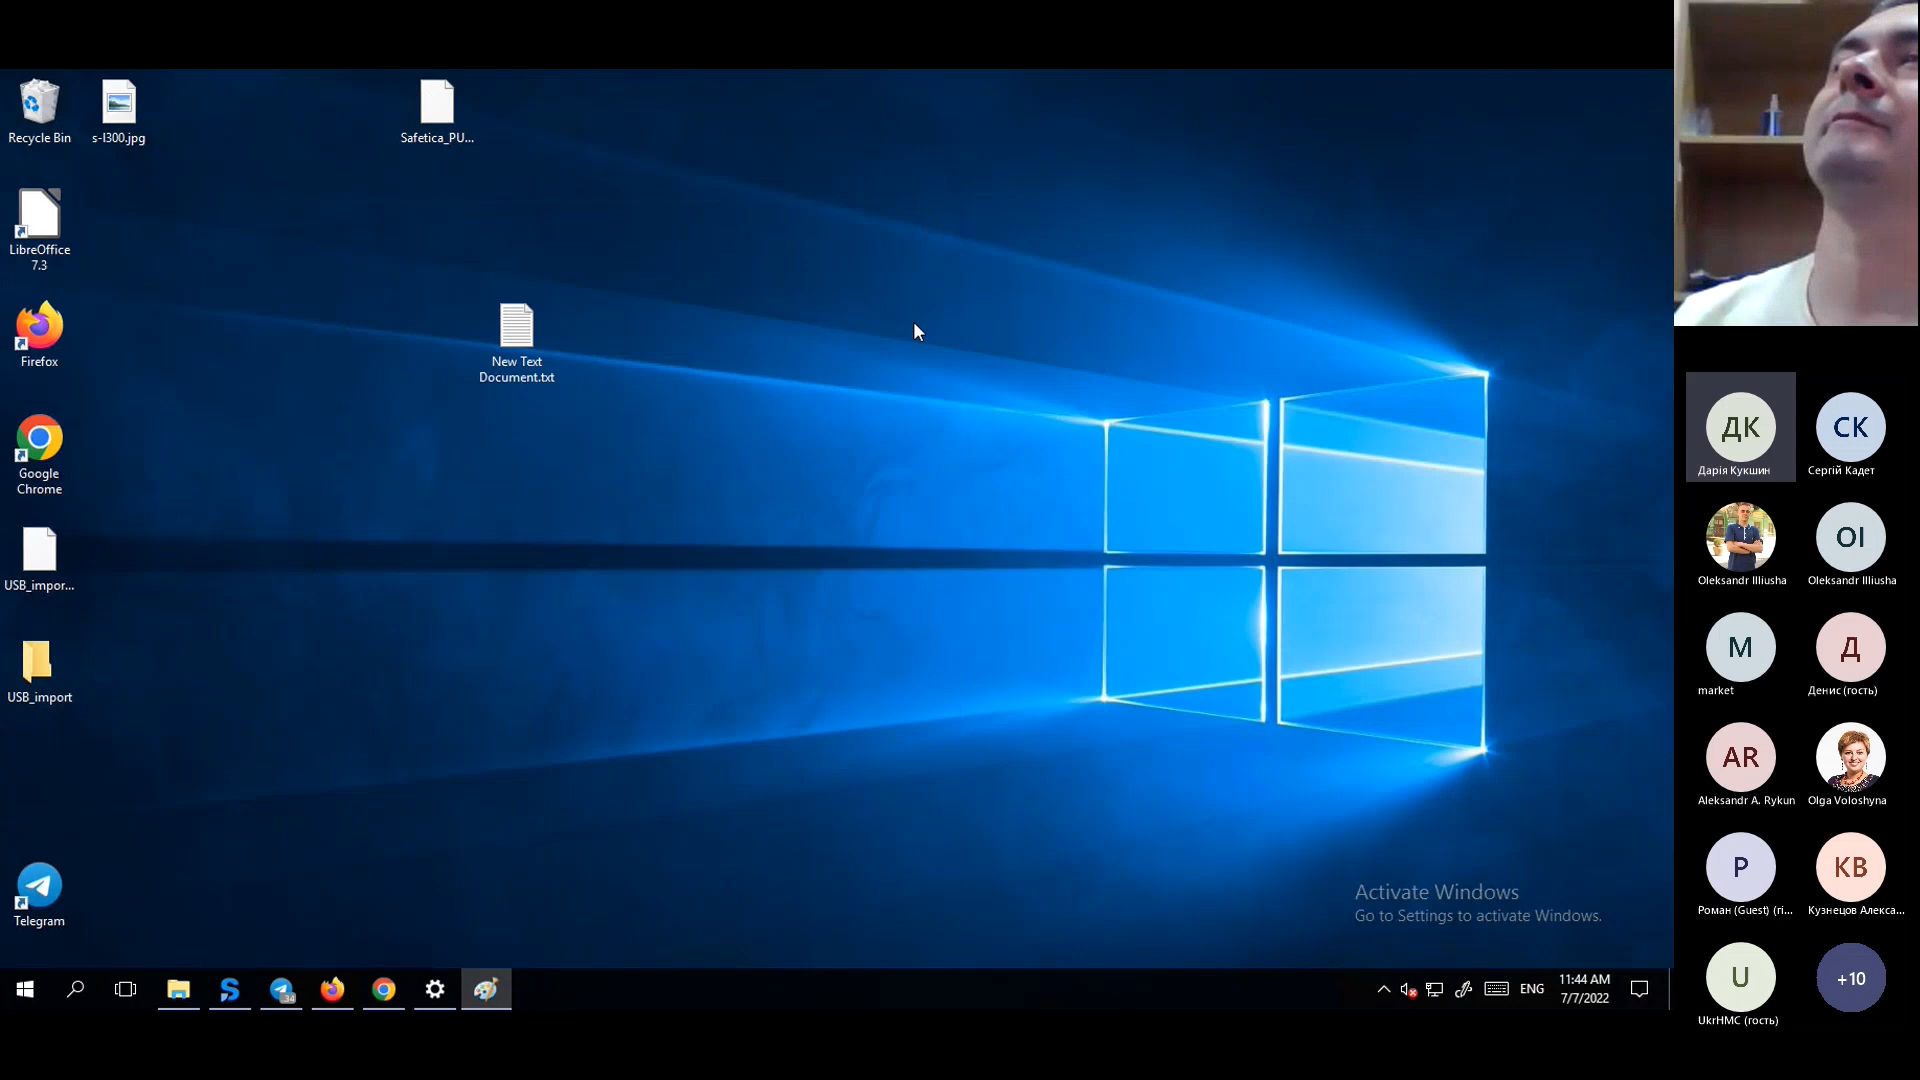 Recycle Bin
s-l300.jpg
Safetica_PU...
LibreOffice
7.3
New Text
Document.txt
Firefox
Google
Chrome
USB_impor...
USB_import
Telegram
Activate Windows
Go to Settings to activate Windows.
34
ENG
11:44 AM
7/7/2022
ДК
Дарія Кукшин
СК
Сергій Кадет
Oleksandr Illiusha
OI
Oleksandr Illiusha
M
market
Д
Денис (гость)
AR
Aleksandr A. Rykun
Olga Voloshyna
Р
Роман (Guest) (гі...
КВ
Кузнецов Алекса...
U
UkrHMC (гость)
+10